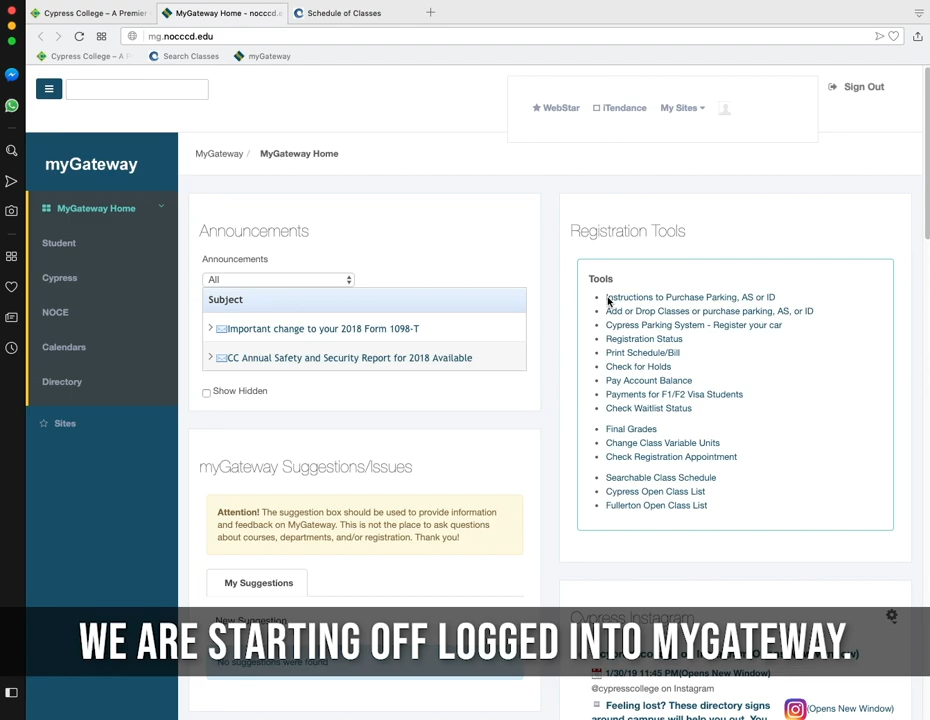 Cypress College – A Premier
MyGateway Home - nocccd.e
Schedule of Classes
mg.nocccd.edu
Cypress College – A P
Search Classes
myGateway
Sign Out
WebStar
iTendance
My Sites
myGateway
MyGateway / MyGateway Home
MyGateway Home
Student
Cypress
NOCE
Calendars
Directory
Sites
Announcements
Announcements
All
Subject
Important change to your 2018 Form 1098-T
CC Annual Safety and Security Report for 2018 Available
Show Hidden
myGateway Suggestions/Issues
Attention! The suggestion box should be used to provide information
and feedback on MyGateway. This is not the place to ask questions
about courses, departments, and/or registration. Thank you!
My Suggestions
New Suggestion
No suggestions were found
Registration Tools
Tools
Instructions to Purchase Parking, AS or ID
Add or Drop Classes or purchase parking, AS, or ID
Cypress Parking System - Register your car
Registration Status
Print Schedule/Bill
Check for Holds
Pay Account Balance
Payments for F1/F2 Visa Students
Check Waitlist Status
Final Grades
Change Class Variable Units
Check Registration Appointment
Searchable Class Schedule
Cypress Open Class List
Fullerton Open Class List
Cypress Instagram
1/30/19 11:45 PM(Opens New Window)
@cypresscollege on Instagram
Feeling lost? These directory signs
around campus will help you out. You
(Opens New Window)
WE ARE STARTING OFF LOGGED INTO MYGATEWAY.